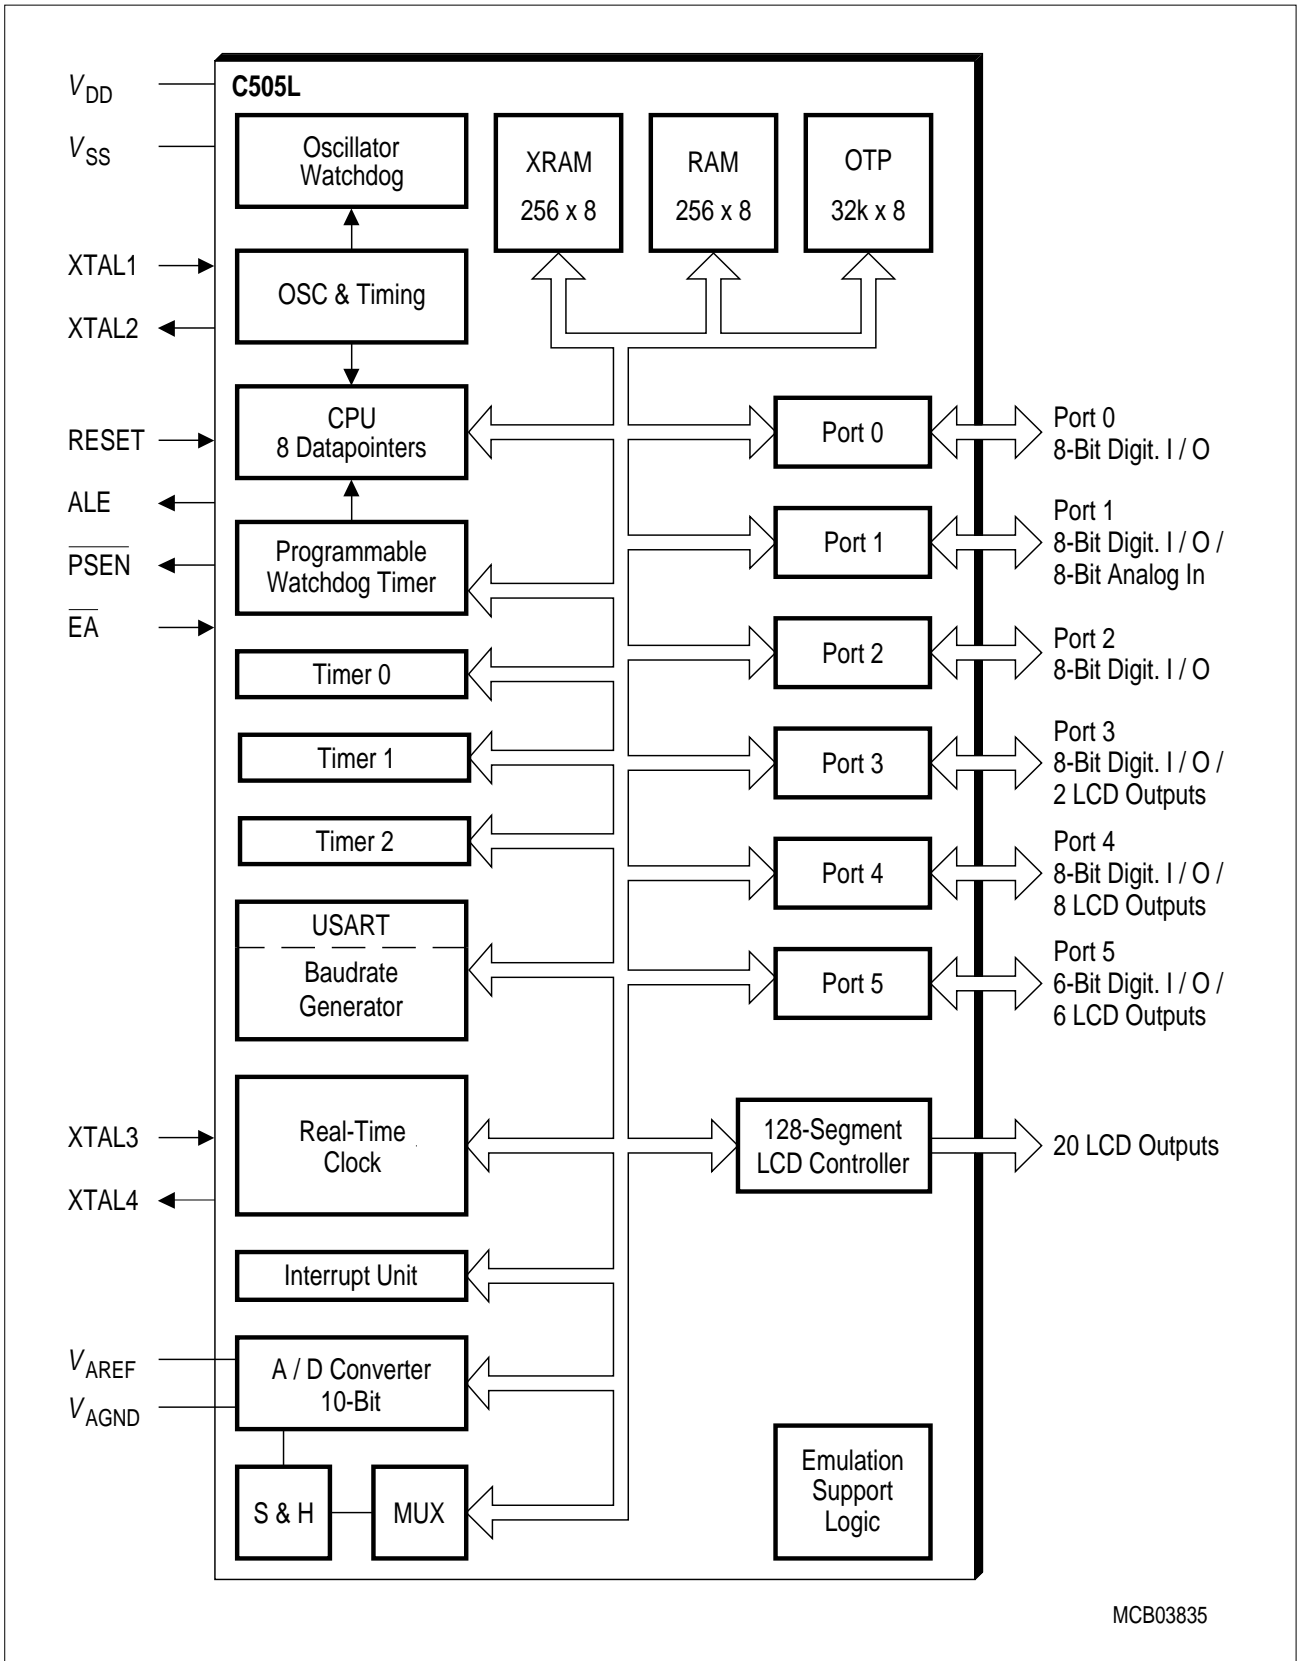 C505L
V DD
V SS
XTAL1
XTAL2
RESET
ALE
PSEN
EA
XTAL3
XTAL4
V AREF
V AGND
Oscillator
Watchdog
OSC & Timing
CPU
8 Datapointers
Programmable
Watchdog Timer
Timer 0
Timer 1
Timer 2
USART
Baudrate
Generator
Real-Time
Clock
Interrupt Unit
A / D Converter
10-Bit
S & H
MUX
XRAM
256 x 8
RAM
256 x 8
OTP
32k x 8
Port 0
Port 1
Port 2
Port 3
Port 4
Port 5
128-Segment
LCD Controller
Emulation
Support
Logic
Port 0
8-Bit Digit. I / O
Port 1
8-Bit Digit. I / O /
8-Bit Analog In
Port 2
8-Bit Digit. I / O
Port 3
8-Bit Digit. I / O /
2 LCD Outputs
Port 4
8-Bit Digit. I / O /
8 LCD Outputs
Port 5
6-Bit Digit. I / O /
6 LCD Outputs
20 LCD Outputs
MCB03835